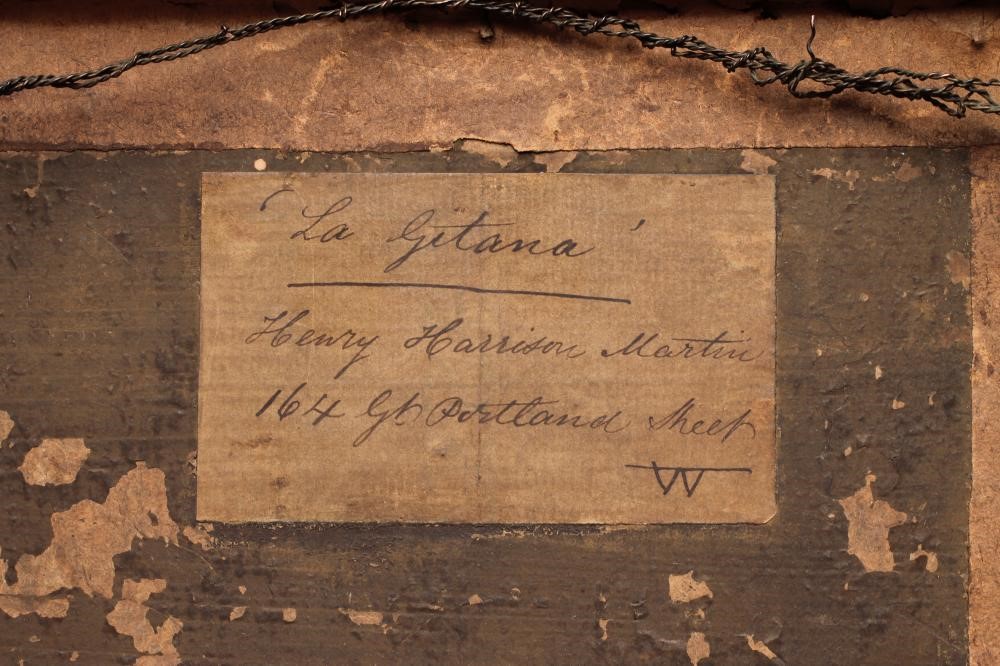 'La Gitana'
Henry Harrison Martin
164 Gt Portland Street
W